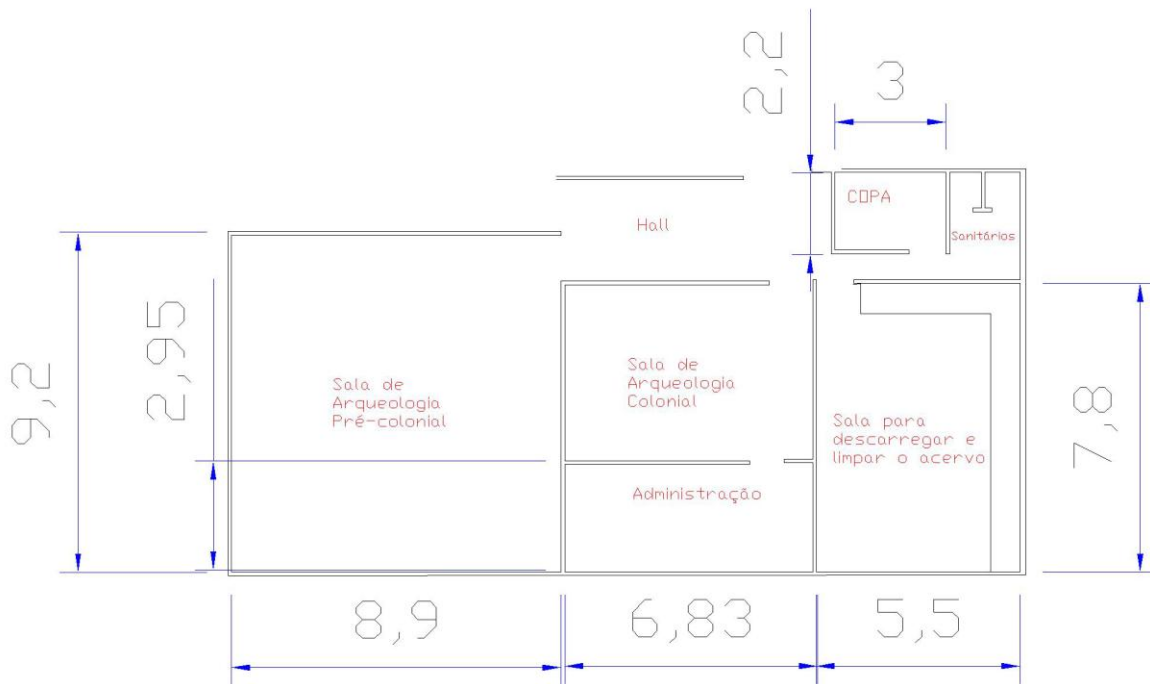 2,2
3
COPA
Hall
Sanitários
9,2
2,95
Sala de
Arqueologia
Pré-colonial
Sala de
Arqueologia
Colonial
Sala para
descarregar e
limpar o acervo
7,8
Administração
8,9
6,83
5,5